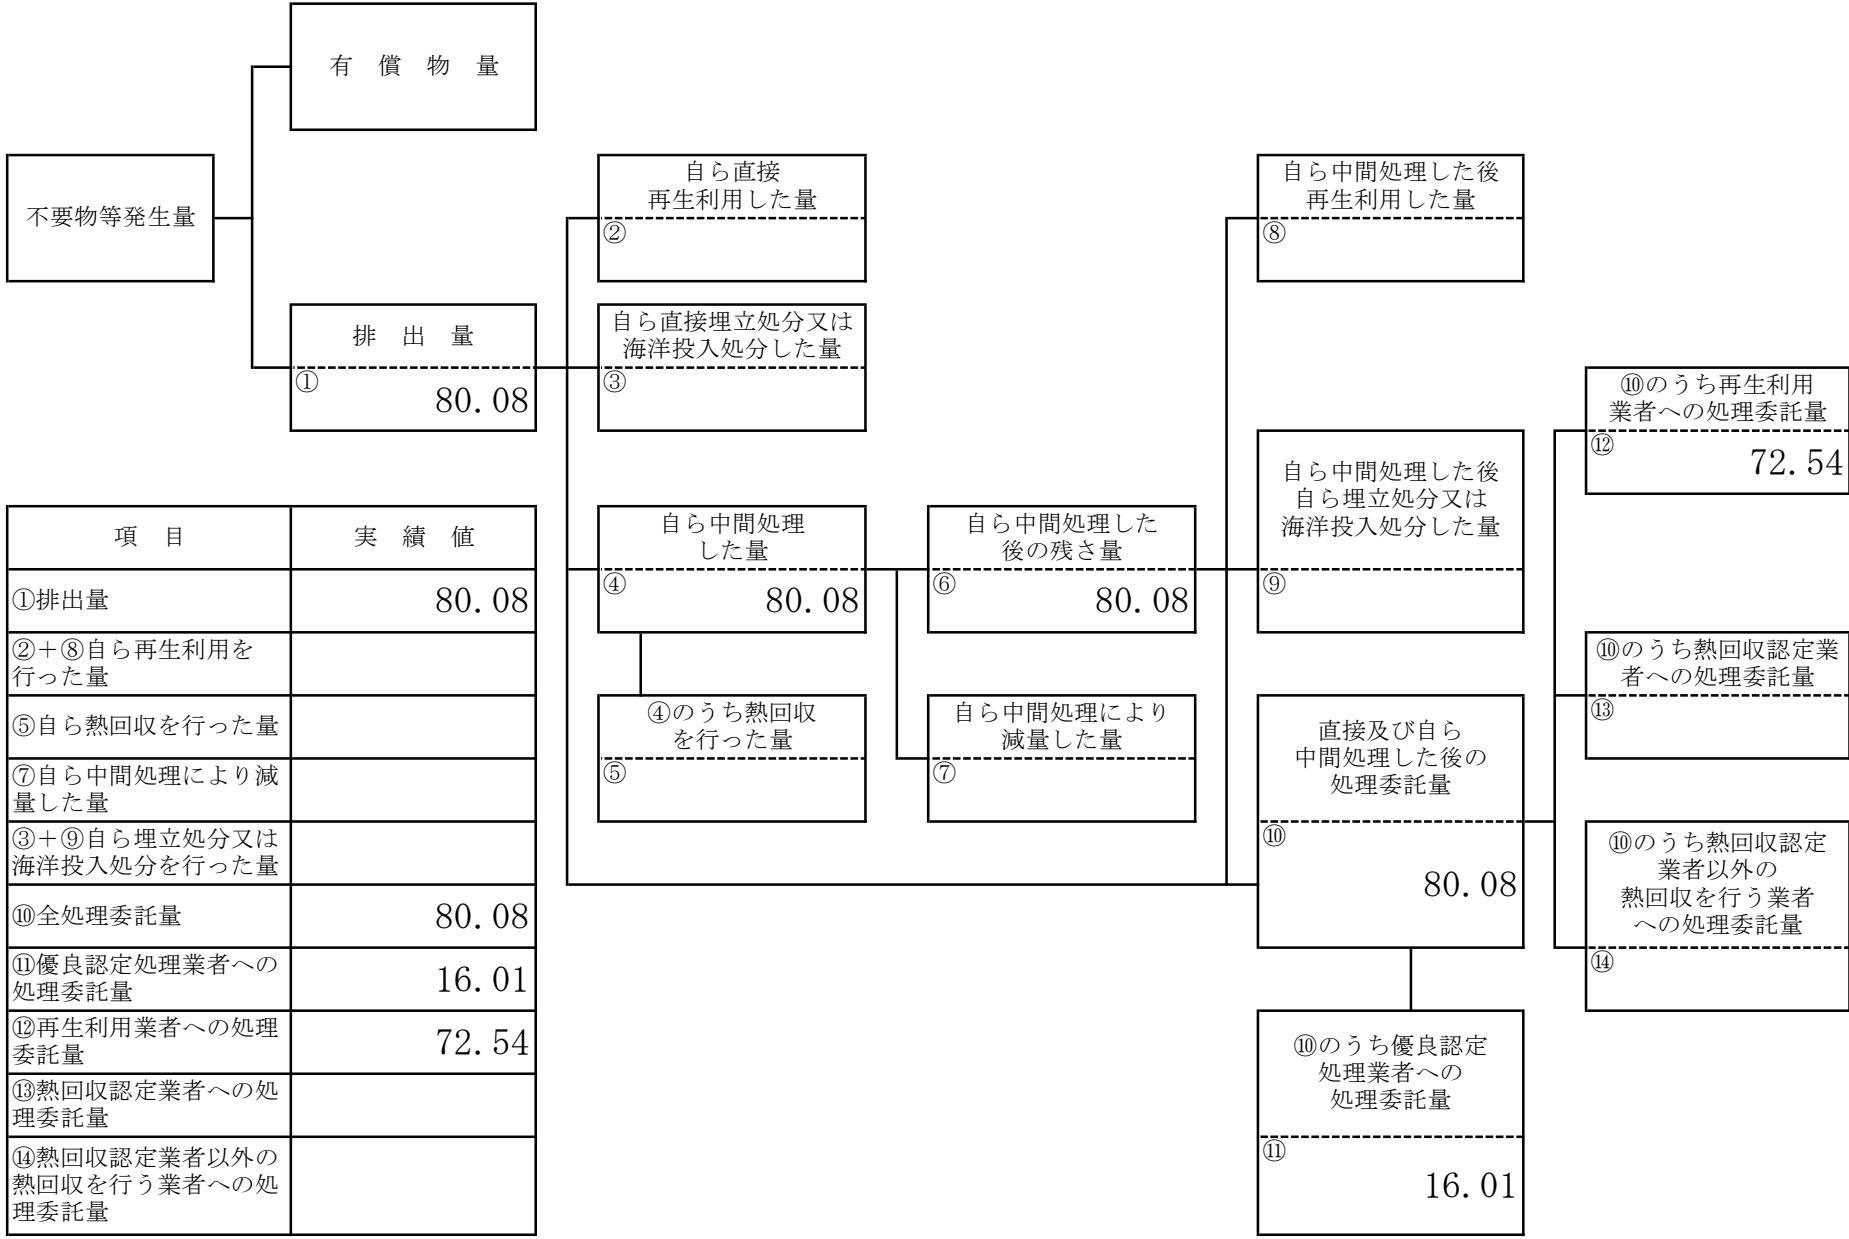 有 償 物 量
不要物等発生量
排 出 量
①
80.08
自ら直接
再生利用した量
②
自ら直接埋立処分又は
海洋投入処分した量
③
自ら中間処理
した量
④
80.08
④のうち熱回収
を行った量
⑤
自ら中間処理した
後の残さ量
⑥
80.08
自ら中間処理により
減量した量
⑦
自ら中間処理した後
再生利用した量
⑧
自ら中間処理した後
自ら埋立処分又は
海洋投入処分した量
⑨
直接及び自ら
中間処理した後の
処理委託量
⑩
80.08
⑩のうち優良認定
処理業者への
処理委託量
⑪
16.01
⑩のうち再生利用
業者への処理委託量
⑫
72.54
⑩のうち熱回収認定業
者への処理委託量
⑬
⑩のうち熱回収認定
業者以外の
熱回収を行う業者
への処理委託量
⑭
項 目 実 績 値
①排出量 80.08
②＋⑧自ら再生利用を
行った量
⑤自ら熱回収を行った量
⑦自ら中間処理により減
量した量
③＋⑨自ら埋立処分又は
海洋投入処分を行った量
⑩全処理委託量 80.08
⑪優良認定処理業者への
処理委託量
16.01
⑫再生利用業者への処理
委託量
72.54
⑬熱回収認定業者への処
理委託量
⑭熱回収認定業者以外の
熱回収を行う業者への処
理委託量